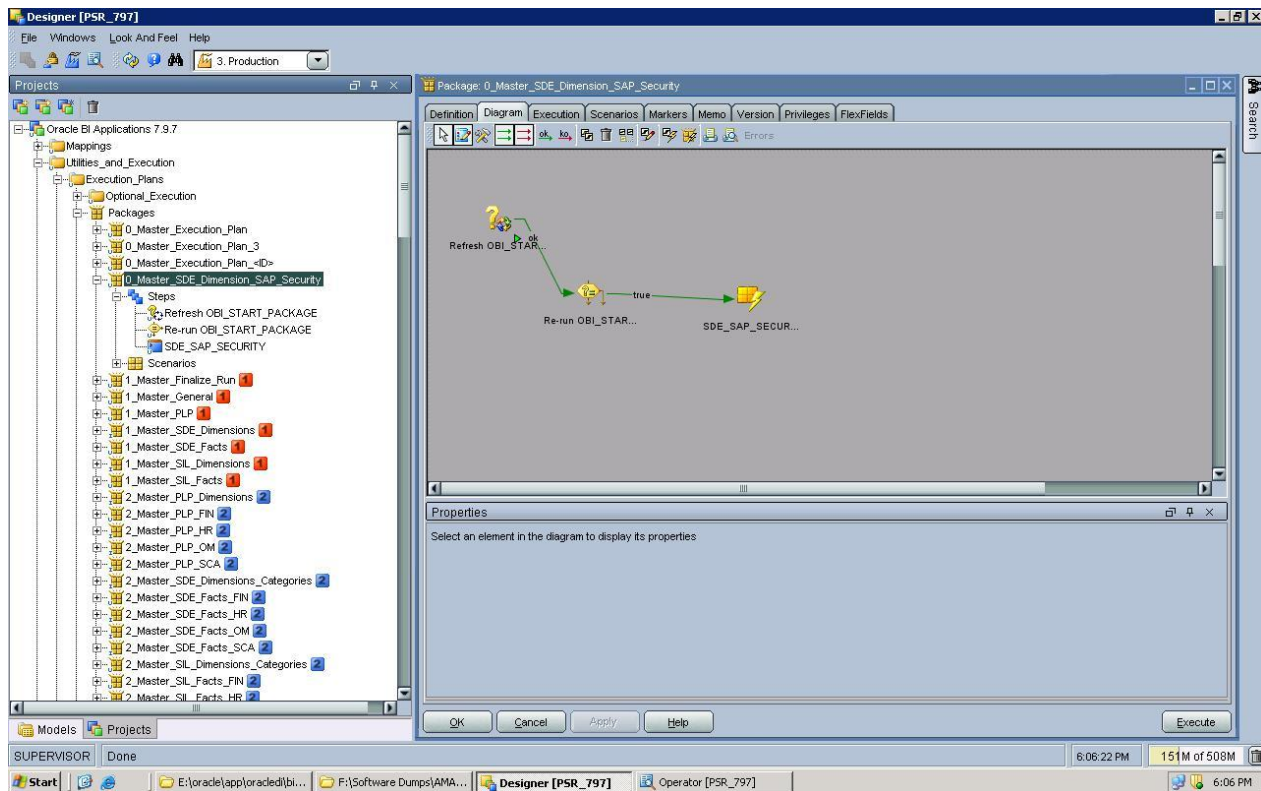 Designer [PSR_797]
File Windows Look And Feel Help
3. Production
Projects
Oracle BI Applications 7.9.7
Mappings
Utilities_and_Execution
Execution_Plans
Optional_Execution
Packages
0_Master_Execution_Plan
0_Master_Execution_Plan_3
0_Master_Execution_Plan_<ID>
0_Master_SDE_Dimension_SAP_Security
Steps
Refresh OBI_START_PACKAGE
Re-run OBI_START_PACKAGE
SDE_SAP_SECURITY
Scenarios
1_Master_Finalize_Run 1
1_Master_General 1
1_Master_PLP 1
1_Master_SDE_Dimensions 1
1_Master_SDE_Facts 1
1_Master_SIL_Dimensions 1
1_Master_SIL_Facts 1
2_Master_PLP_Dimensions 2
2_Master_PLP_FIN 2
2_Master_PLP_HR 2
2_Master_PLP_OM 2
2_Master_PLP_SCA 2
2_Master_SDE_Dimensions_Categories 2
2_Master_SDE_Facts_FIN 2
2_Master_SDE_Facts_HR 2
2_Master_SDE_Facts_OM 2
2_Master_SDE_Facts_SCA 2
2_Master_SIL_Dimensions_Categories 2
2_Master_SIL_Facts_FIN 2
2_Master_SIL_Facts_HR 2
Models Projects
Package: 0_Master_SDE_Dimension_SAP_Security
Definition Diagram Execution Scenarios Markers Memo Version Privileges FlexFields
ok ko Errors
ok
Refresh OBI_STAR...
true
Re-run OBI_STAR...
SDE_SAP_SECUR...
Properties
Select an element in the diagram to display its properties
OK Cancel Apply Help Execute
Search
SUPERVISOR Done 6:06:22 PM 151M of 508M
Start E:\oracle\app\oracledi\bi... F:\Software Dumps\AMA... Designer [PSR_797] Operator [PSR_797] 6:06 PM